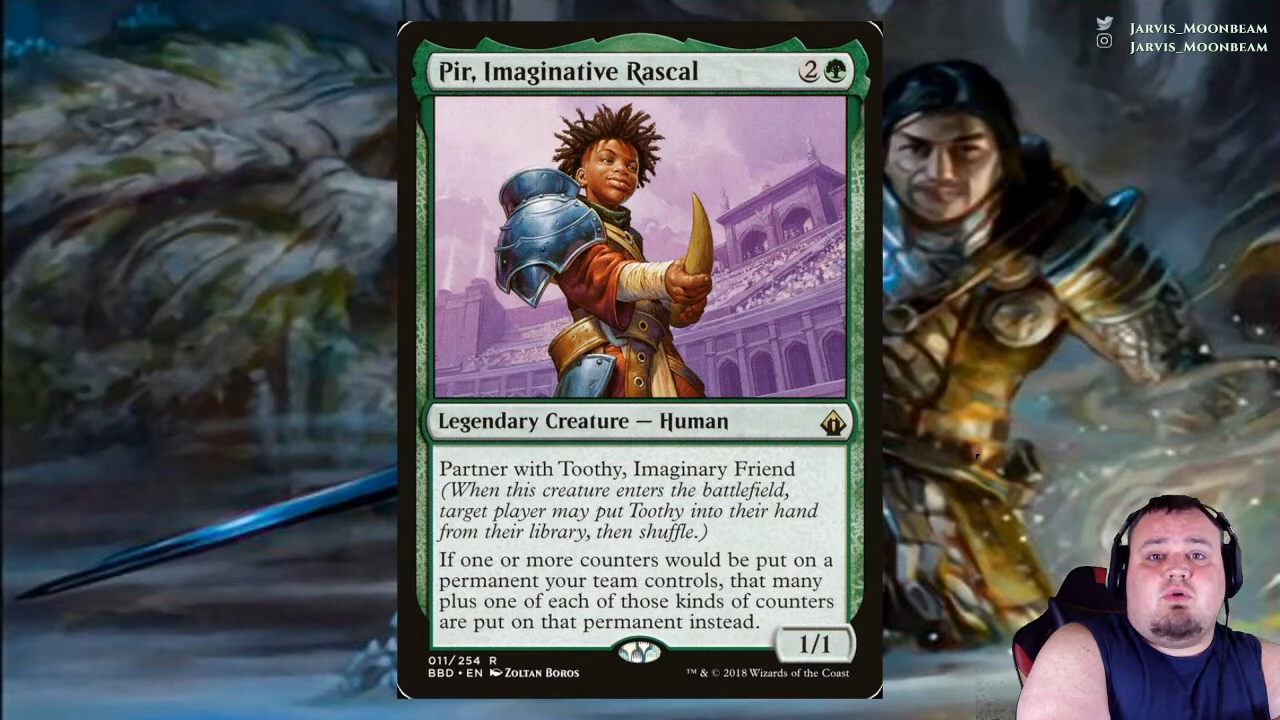 Jarvis_Moonbeam
Jarvis_Moonbeam
Pir, Imaginative Rascal 2
Legendary Creature — Human
Partner with Toothy, Imaginary Friend
(When this creature enters the battlefield,
target player may put Toothy into their hand
from their library, then shuffle.)
If one or more counters would be put on a
permanent your team controls, that many
plus one of each of those kinds of counters
are put on that permanent instead.
1/1
011/254 R
BBD • EN Zoltan Boros
™ & © 2018 Wizards of the Coast